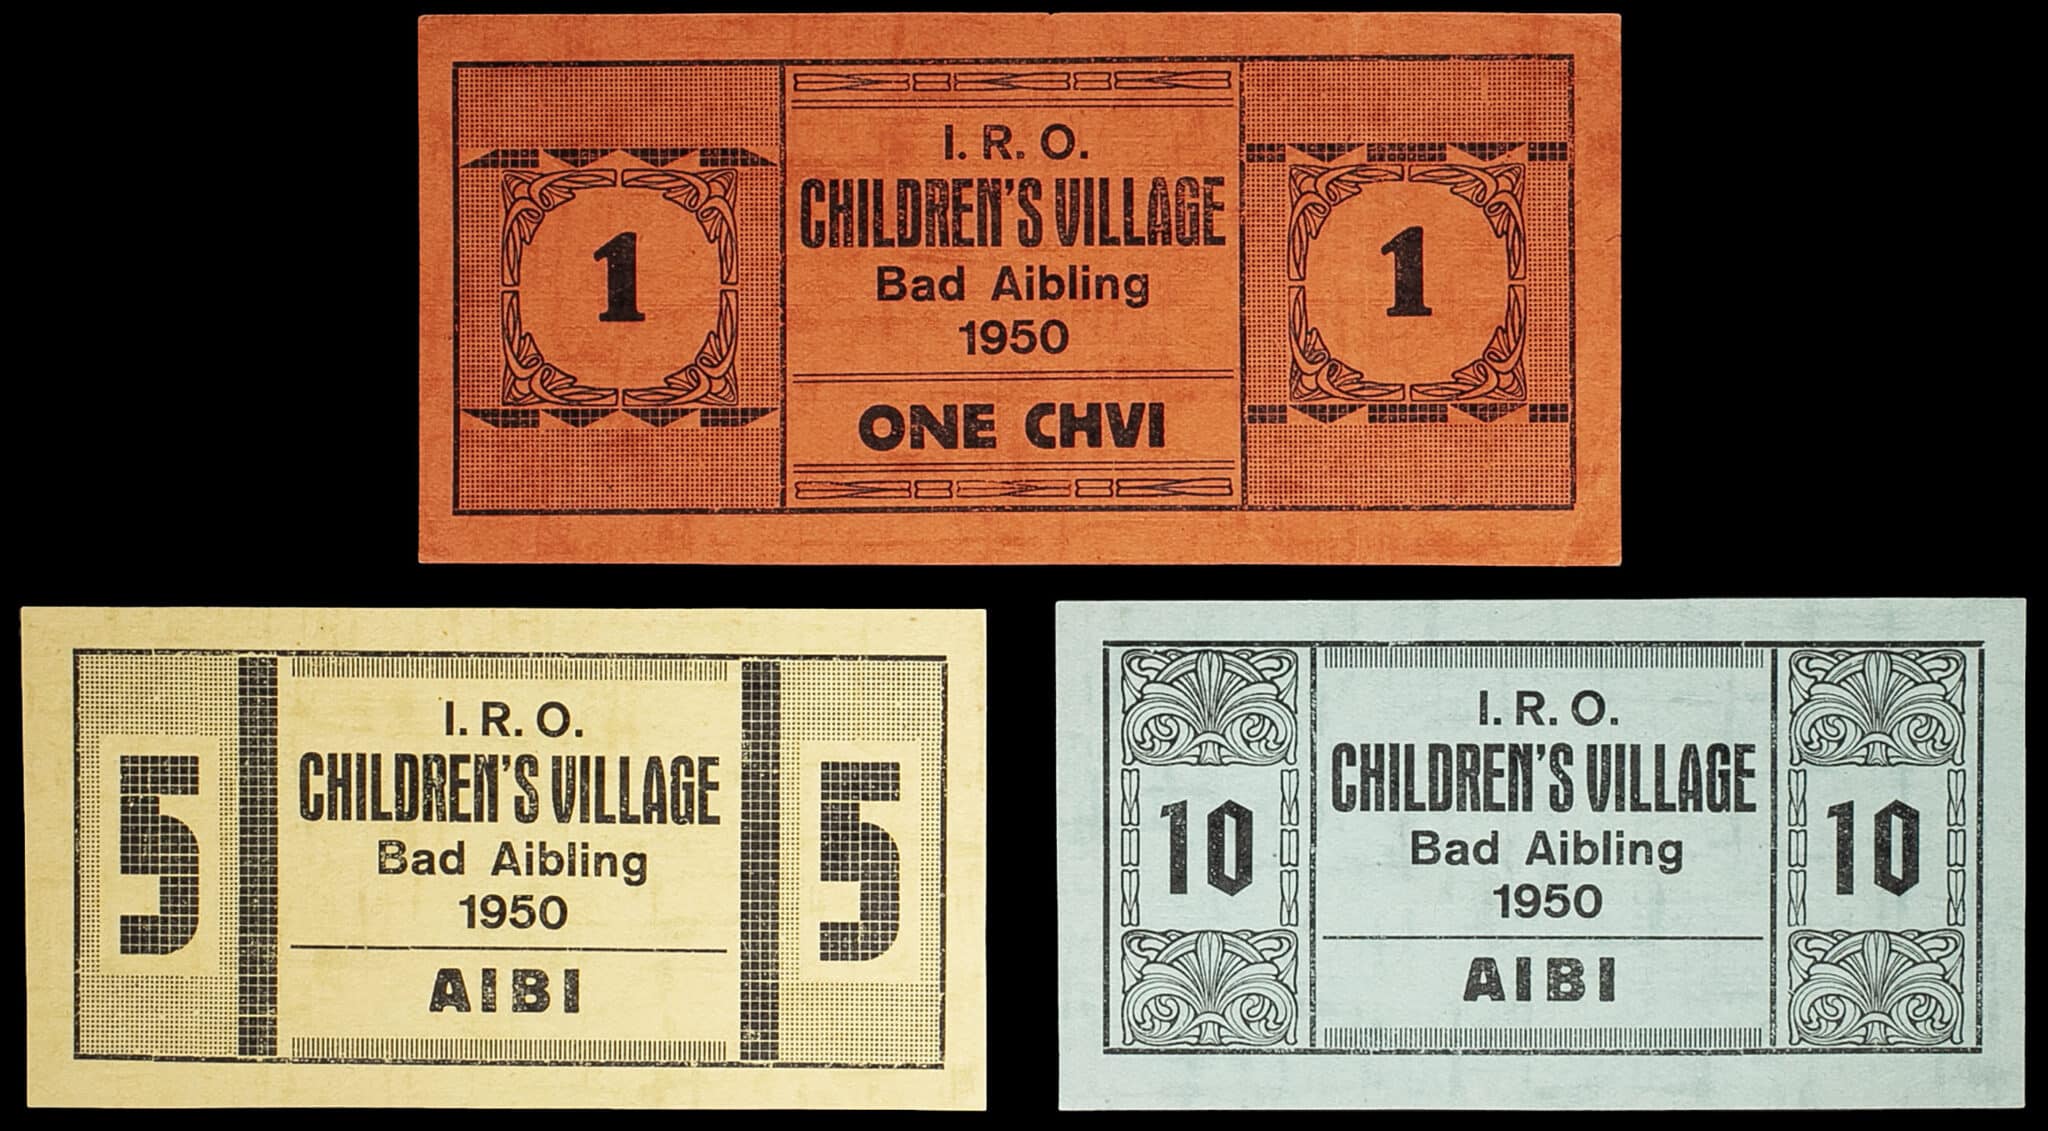 I. R. O.
CHILDREN'S VILLAGE
Bad Aibling
1950
ONE CHVI
1
1
I. R. O.
CHILDREN'S VILLAGE
Bad Aibling
1950
AIBI
5
5
I. R. O.
CHILDREN'S VILLAGE
Bad Aibling
1950
AIBI
10
10